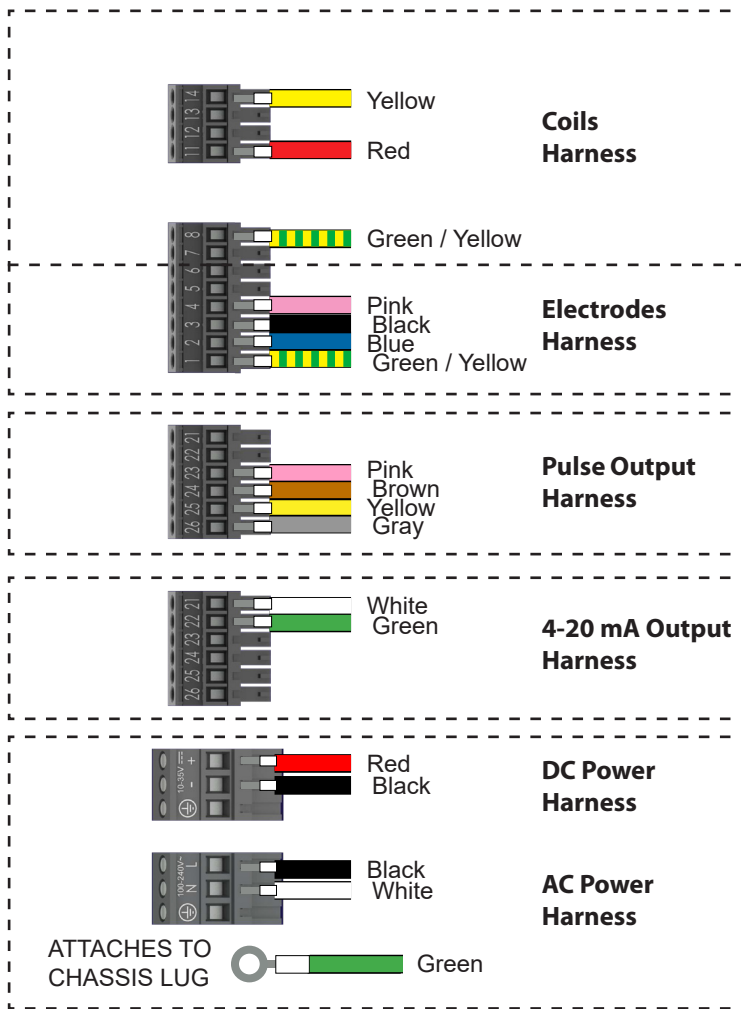 14
13
12
11
Yellow
Red
Coils
Harness
8
7
6
5
4
3
2
1
Green / Yellow
Pink
Black
Blue
Green / Yellow
Electrodes
Harness
21
22
23
24
25
26
Pink
Brown
Yellow
Gray
Pulse Output
Harness
21
22
23
24
25
26
White
Green
4-20 mA Output
Harness
10-35V
+
-
Red
Black
DC Power
Harness
100-240V~
L
N
Black
White
AC Power
Harness
ATTACHES TO
CHASSIS LUG
Green